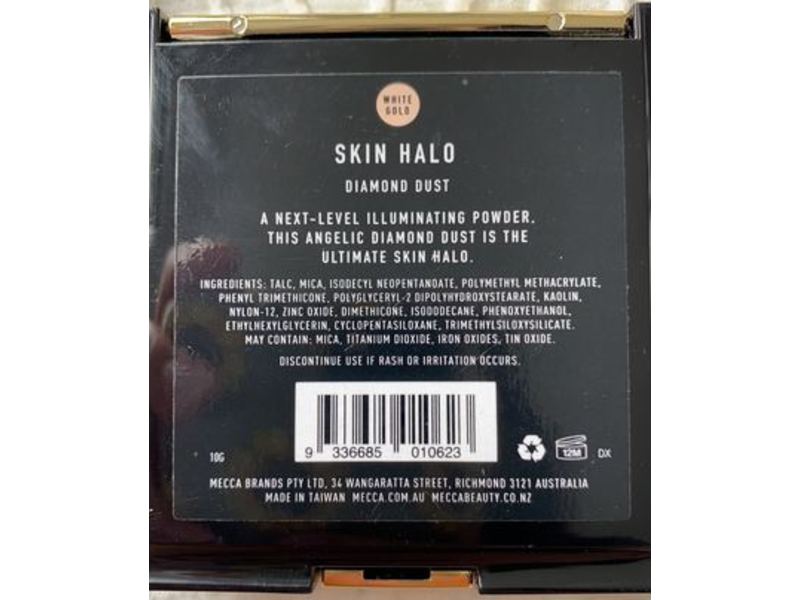 WHITE
GOLD
SKIN HALO
DIAMOND DUST
A NEXT-LEVEL ILLUMINATING POWDER.
THIS ANGELIC DIAMOND DUST IS THE
ULTIMATE SKIN HALO.
INGREDIENTS: TALC, MICA, ISODECYL NEOPENTANOATE, POLYMETHYL METHACRYLATE,
PHENYL TRIMETHICONE, POLYGLYCERYL-2 DIPOLYHYDROXYSTEARATE, KAOLIN,
NYLON-12, ZINC OXIDE, DIMETHICONE, ISODODECANE, PHENOXYETHANOL,
ETHYLHEXYLGLYCERIN, CYCLOPENTASILOXANE, TRIMETHYLSILOXYSILICATE.
MAY CONTAIN: MICA, TITANIUM DIOXIDE, IRON OXIDES, TIN OXIDE.
DISCONTINUE USE IF RASH OR IRRITATION OCCURS.
9 336685 010623
10G
12M DX
MECCA BRANDS PTY LTD, 34 WANGARATTA STREET, RICHMOND 3121 AUSTRALIA
MADE IN TAIWAN MECCA.COM.AU MECCABEAUTY.CO.NZ